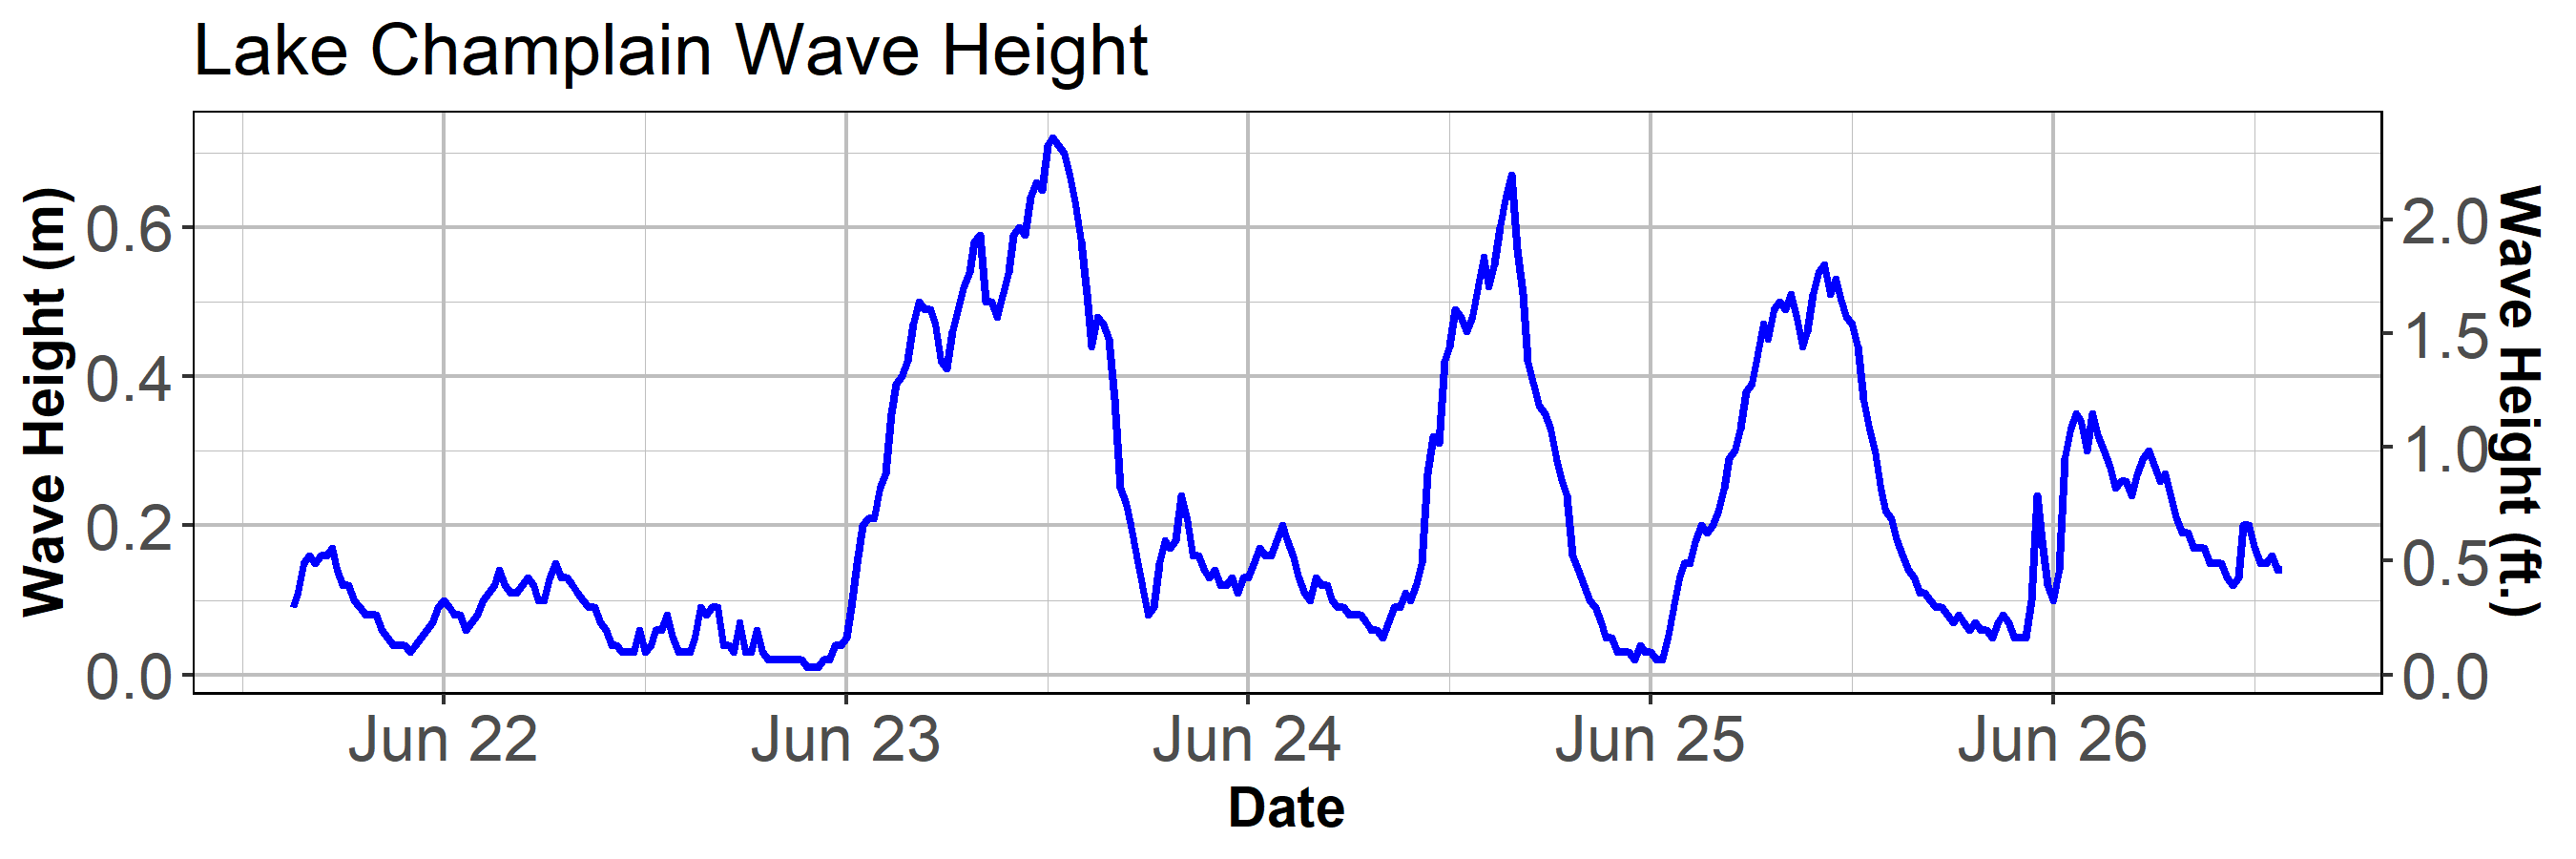 Lake Champlain Wave Height
Wave Height (m)
0.6
0.4
0.2
0.0
2.0
1.5
1.0
0.5
0.0
Wave Height (ft.)
Jun 22 Jun 23 Jun 24 Jun 25 Jun 26
Date